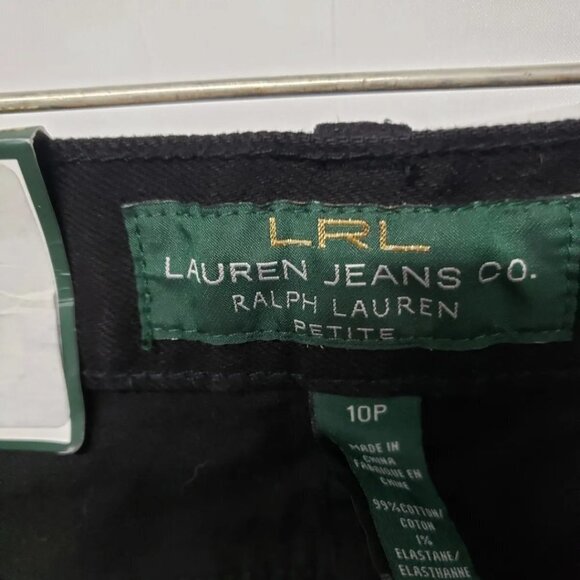 LRL
LAUREN JEANS CO.
RALPH LAUREN
PETITE
10P
MADE IN
CHINA
FABRIQUE EN
CHINE
99% COTTON/
COTON
1%
ELASTANE/
ELASTHANNE